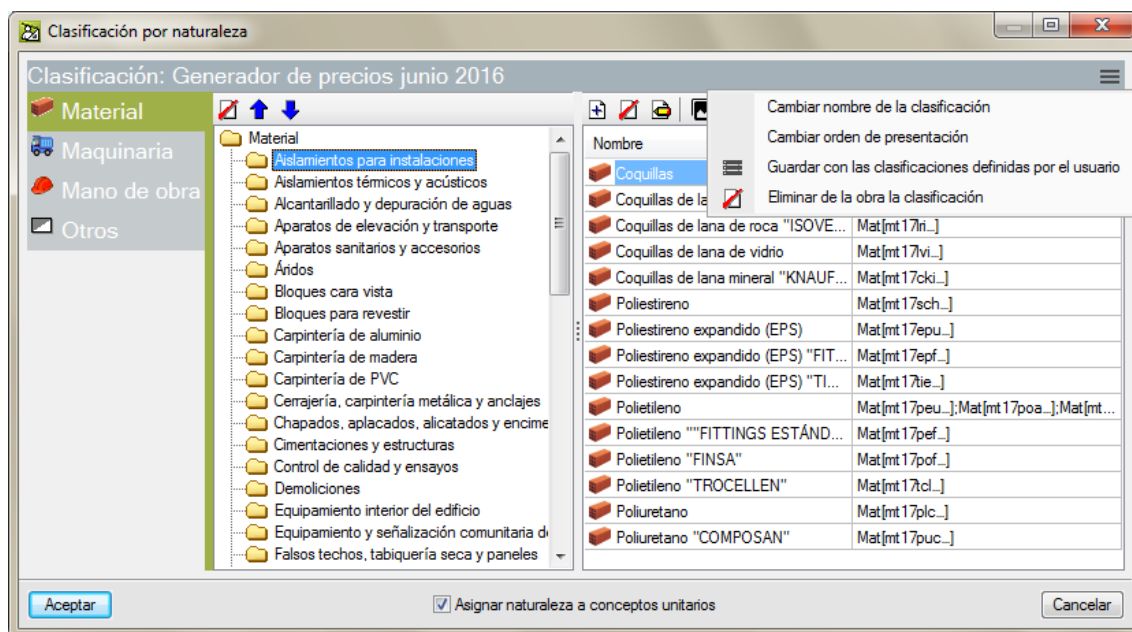 Clasificación por naturaleza
Clasificación: Generador de precios junio 2016
Material
Maquinaria
Mano de obra
Otros
Material
Aislamientos para instalaciones
Aislamientos térmicos y acústicos
Alcantarillado y depuración de aguas
Aparatos de elevación y transporte
Aparatos sanitarios y accesorios
Áridos
Bloques cara vista
Bloques para revestir
Carpintería de aluminio
Carpintería de madera
Carpintería de PVC
Cerrajería, carpintería metálica y anclajes
Chapados, aplacados, alicatados y encime
Cimentaciones y estructuras
Control de calidad y ensayos
Demoliciones
Equipamiento interior del edificio
Equipamiento y señalización comunitaria d
Falsos techos, tabiquería seca y paneles
Cambiar nombre de la clasificación
Cambiar orden de presentación
Guardar con las clasificaciones definidas por el usuario
Eliminar de la obra la clasificación
Nombre
Coquillas
Coquillas de la
Coquillas de lana de roca "ISOVE... Mat[mt17lri...]
Coquillas de lana de vidrio Mat[mt17lvi...]
Coquillas de lana mineral "KNAUF... Mat[mt17cki...]
Poliestireno Mat[mt17sch...]
Poliestireno expandido (EPS) Mat[mt17epu...]
Poliestireno expandido (EPS) "FIT... Mat[mt17epf...]
Poliestireno expandido (EPS) "TI... Mat[mt17tie...]
Polietileno Mat[mt17peu...];Mat[mt17poa...];Mat[mt...
Polietileno ""FITTINGS ESTÁND... Mat[mt17pef...]
Polietileno "FINSA" Mat[mt17pof...]
Polietileno "TROCELLEN" Mat[mt17tcl...]
Poliuretano Mat[mt17plc...]
Poliuretano "COMPOSAN" Mat[mt17puc...]
Aceptar
Asignar naturaleza a conceptos unitarios
Cancelar